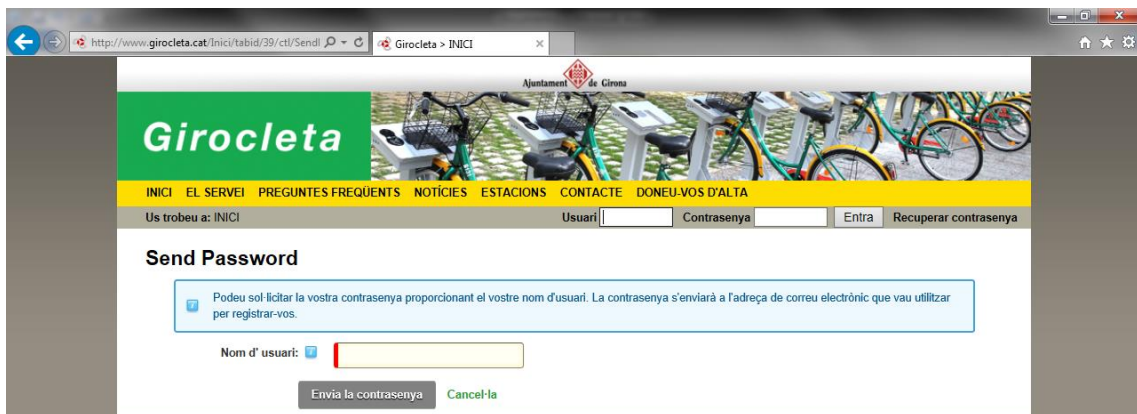 http://www.girocleta.cat/Inici/tabid/39/ctl/Sendl
Girocleta > INICI
Ajuntament de Girona
Girocleta
INICI EL SERVEI PREGUNTES FREQÜENTS NOTÍCIES ESTACIONS CONTACTE DONEU-VOS D'ALTA
Us trobeu a: INICI Usuari Contrasenya Entra Recuperar contrasenya
Send Password
Podeu sol·licitar la vostra contrasenya proporcionant el vostre nom d'usuari. La contrasenya s'enviarà a l'adreça de correu electrònic que vau utilitzar
per registrar-vos.
Nom d' usuari:
Envia la contrasenya Cancel·la